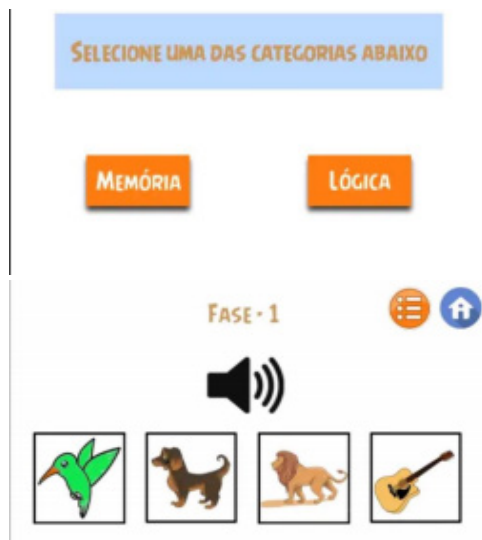 SELECIONE UMA DAS CATEGORIAS ABAIXO
MEMÓRIA
LÓGICA
FASE - 1